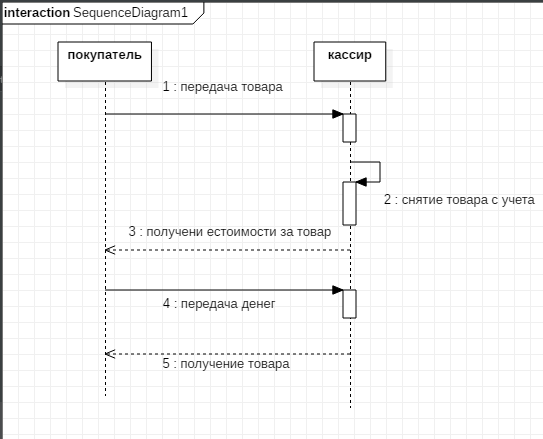 interaction SequenceDiagram1
покупатель
кассир
1 : передача товара
2 : снятие товара с учета
3 : получени естоимости за товар
4 : передача денег
5 : получение товара